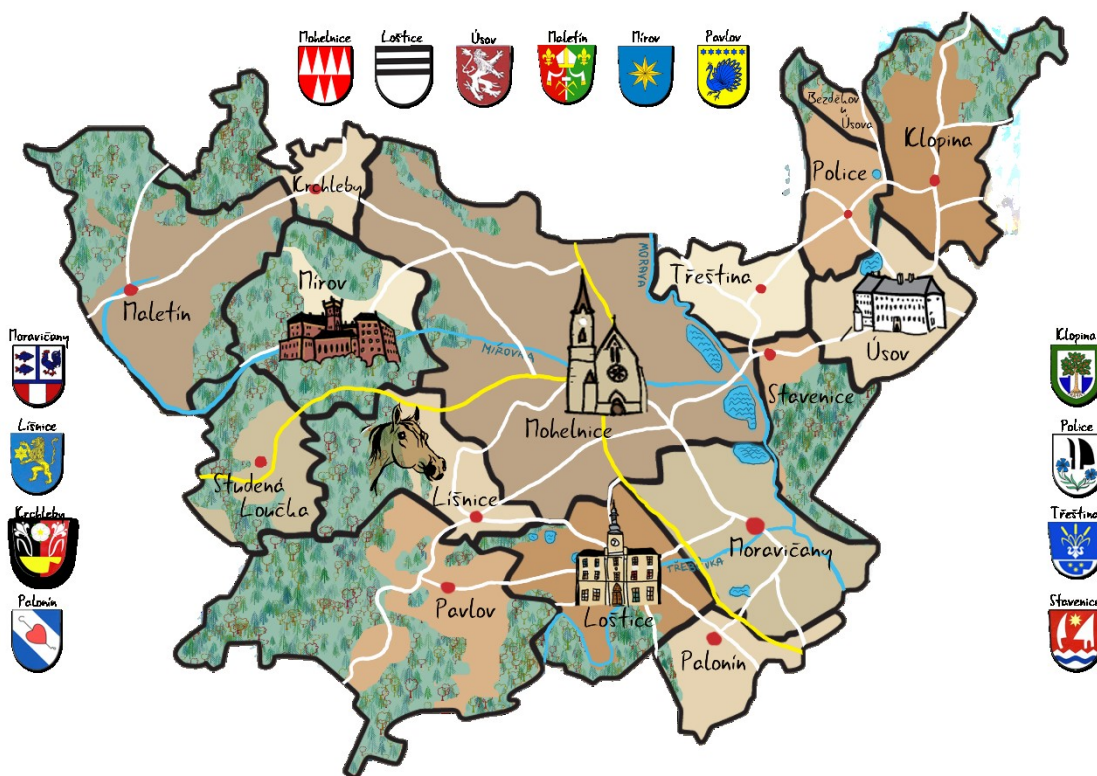 Mohelnice
Loštice
Úsov
Maletín
Mírov
Pavlov
Bezděkov
u
Úsova
Klopina
Police
Krchleby
MORAVA
Třeština
Mírov
Maletín
Úsov
Moravičany
Klopina
MÍROVKA
Stavenice
Mohelnice
Líšnice
Police
Studená
Loučka
Líšnice
Krchleby
Třeština
Moravičany
TŘEBŮVKA
Pavlov
Loštice
Palonín
Stavenice
Palonín